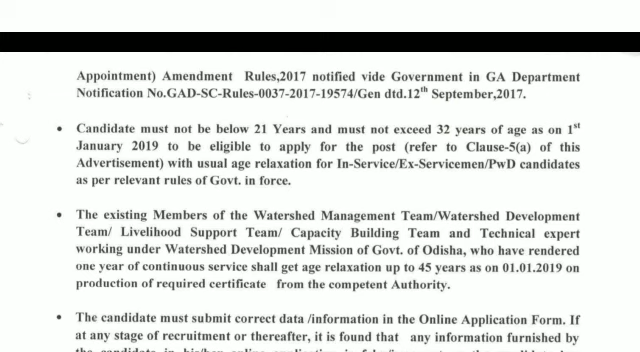 Appointment) Amendment Rules,2017 notified vide Government in GA Department
Notification No.GAD-SC-Rules-0037-2017-19574/Gen dtd.12th September,2017.
• Candidate must not be below 21 Years and must not exceed 32 years of age as on 1st
January 2019 to be eligible to apply for the post (refer to Clause-5(a) of this
Advertisement) with usual age relaxation for In-Service/Ex-Servicemen/PwD candidates
as per relevant rules of Govt. in force.
• The existing Members of the Watershed Management Team/Watershed Development
Team/ Livelihood Support Team/ Capacity Building Team and Technical expert
working under Watershed Development Mission of Govt. of Odisha, who have rendered
one year of continuous service shall get age relaxation up to 45 years as on 01.01.2019 on
production of required certificate from the competent Authority.
• The candidate must submit correct data /information in the Online Application Form. If
at any stage of recruitment or thereafter, it is found that any information furnished by